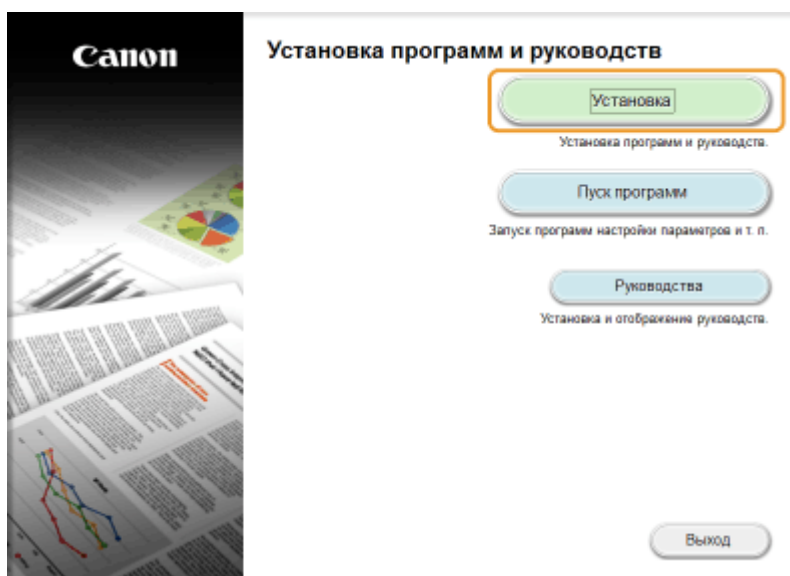 Canon
Установка программ и руководств
Установка
Установка программ и руководств.
Пуск программ
Запуск программ настройки параметров и т. п.
Руководства
Установка и отображение руководств.
Выход